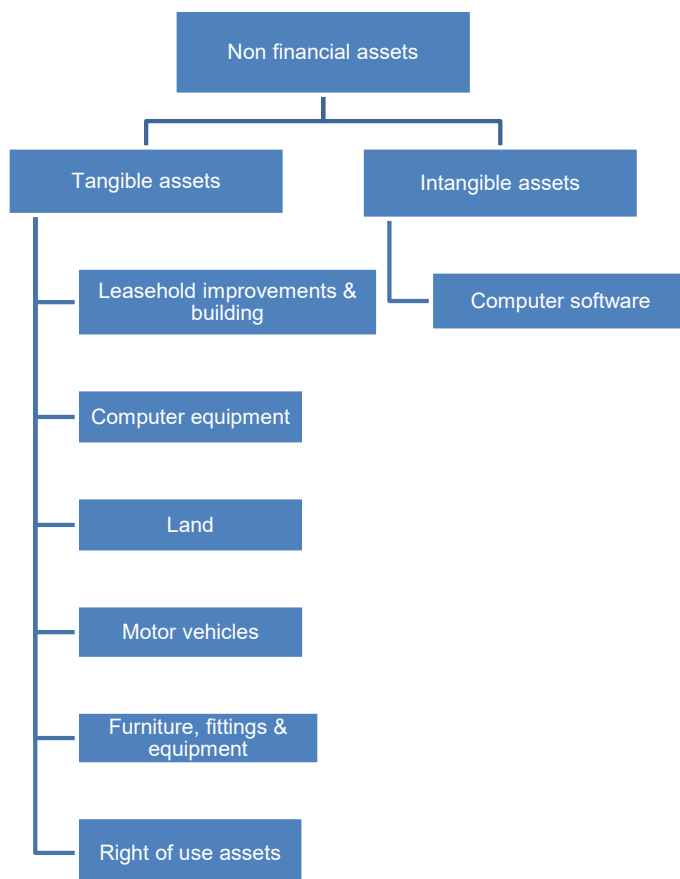 Non financial assets
Tangible assets
Intangible assets
Leasehold improvements &
building
Computer software
Computer equipment
Land
Motor vehicles
Furniture, fittings &
equipment
Right of use assets